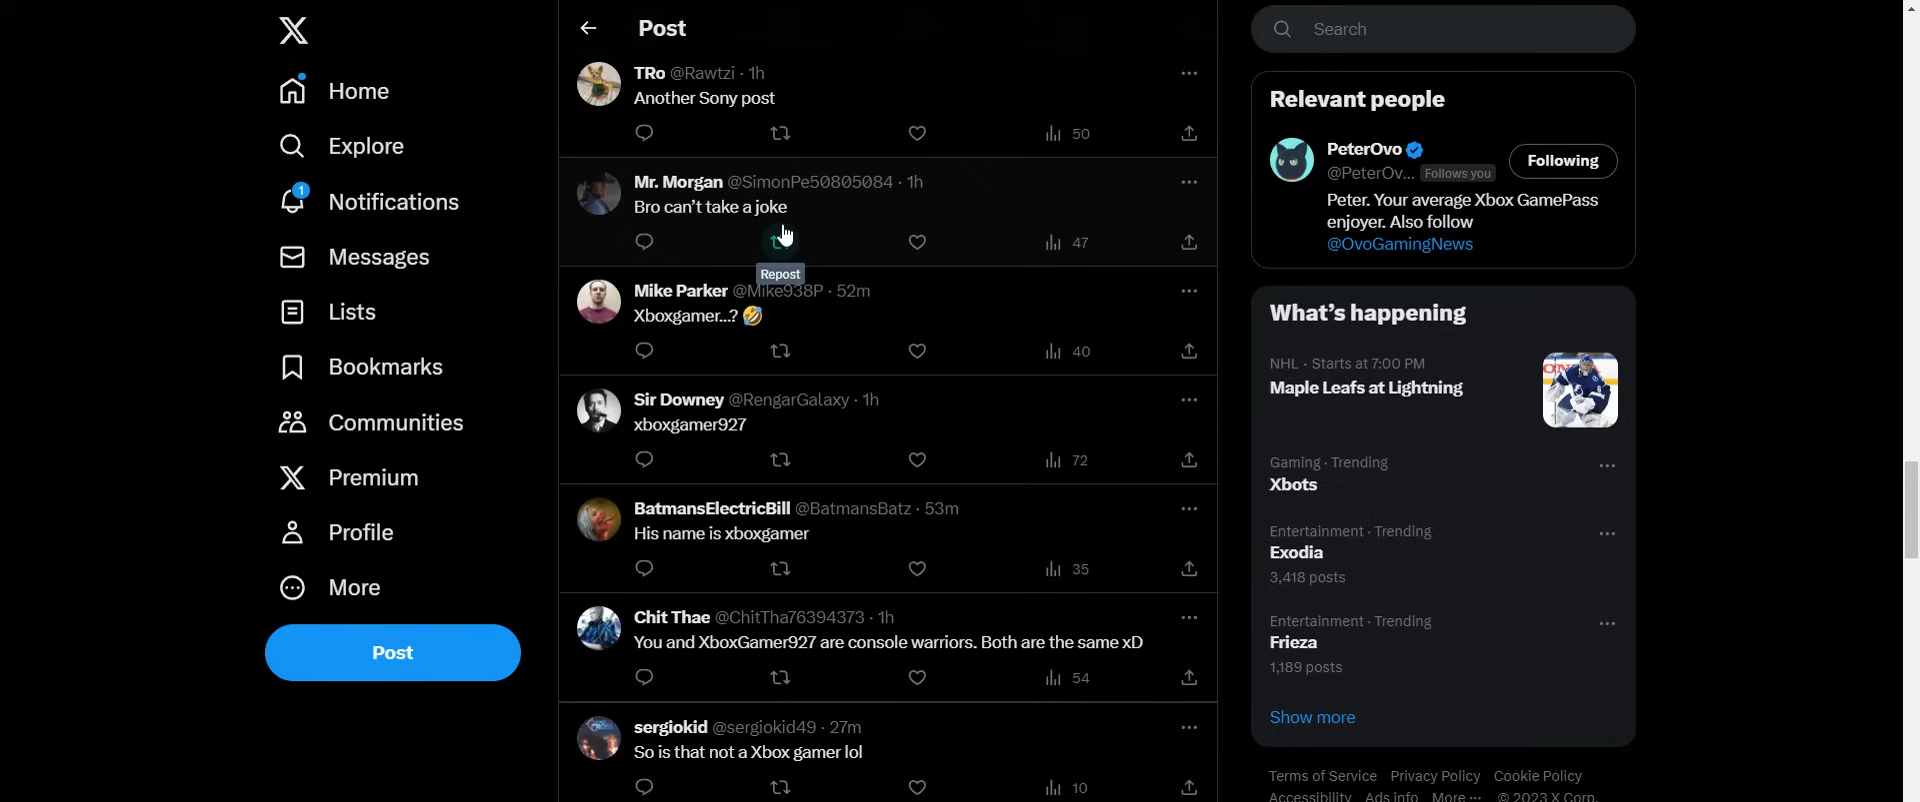 Home
Explore
1
Notifications
Messages
Lists
Bookmarks
Communities
Premium
Profile
More
Post
Post
TRo @Rawtzi · 1h
Another Sony post
50
Mr. Morgan @SimonPe50805084 · 1h
Bro can't take a joke
47
Repost
Mike Parker @Mike938P · 52m
Xboxgamer...? 🤣
40
Sir Downey @RengarGalaxy · 1h
xboxgamer927
72
BatmansElectricBill @BatmansBatz · 53m
His name is xboxgamer
35
Chit Thae @ChitTha76394373 · 1h
You and XboxGamer927 are console warriors. Both are the same xD
54
sergiokid @sergiokid49 · 27m
So is that not a Xbox gamer lol
10
Search
Relevant people
PeterOvo
@PeterOv... Follows you
Following
Peter. Your average Xbox GamePass
enjoyer. Also follow
@OvoGamingNews
What's happening
NHL · Starts at 7:00 PM
Maple Leafs at Lightning
Gaming · Trending
Xbots
Entertainment · Trending
Exodia
3,418 posts
Entertainment · Trending
Frieza
1,189 posts
Show more
Terms of Service Privacy Policy Cookie Policy
Accessibility Ads info More ··· © 2023 X Corp.